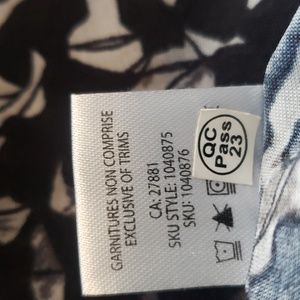 GARNITURES NON COMPRISE
EXCLUSIVE OF TRIMS
CA: 27881
SKU STYLE: 1040875
SKU: 1040876
QC
Pass
23